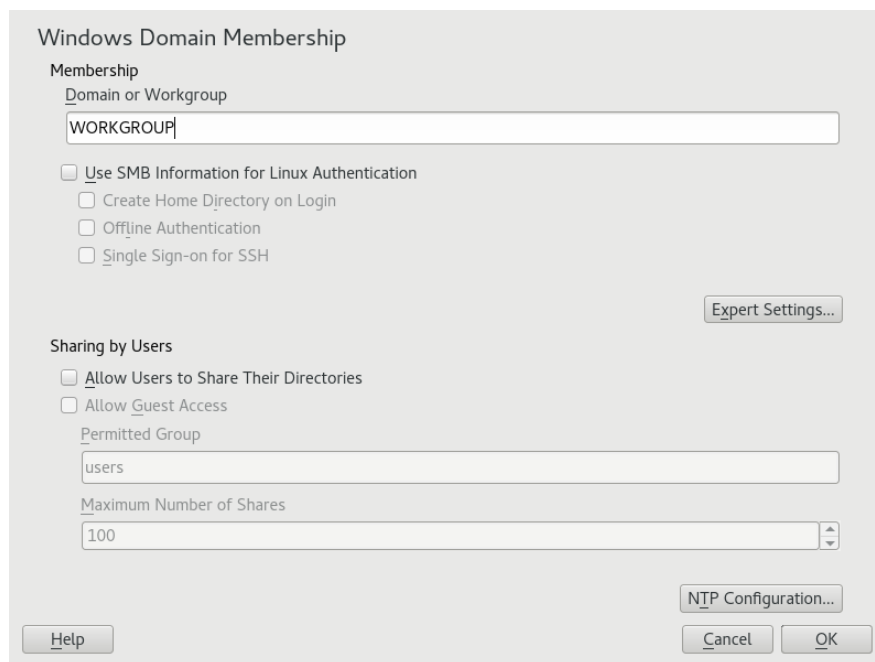 Windows Domain Membership
Membership
Domain or Workgroup
WORKGROUP
Use SMB Information for Linux Authentication
Create Home Directory on Login
Offline Authentication
Single Sign-on for SSH
Expert Settings...
Sharing by Users
Allow Users to Share Their Directories
Allow Guest Access
Permitted Group
users
Maximum Number of Shares
100
NTP Configuration...
Help
Cancel
OK